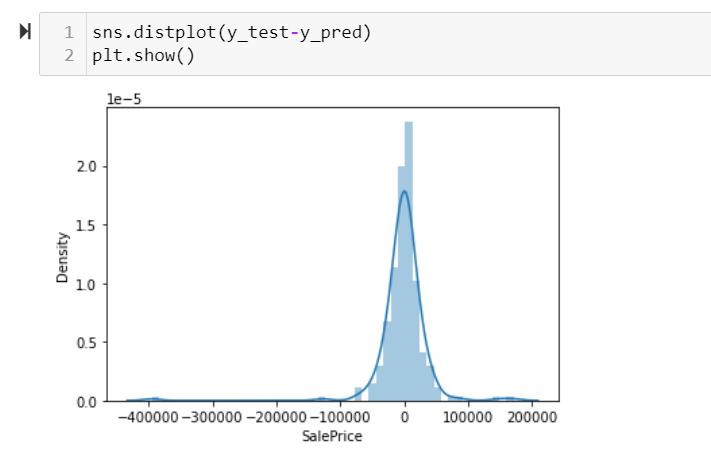 1 sns.distplot(y_test-y_pred)
2 plt.show()
1e−5
2.0
1.5
1.0
0.5
0.0
Density
−400000 −300000 −200000 −100000 0 100000 200000
SalePrice